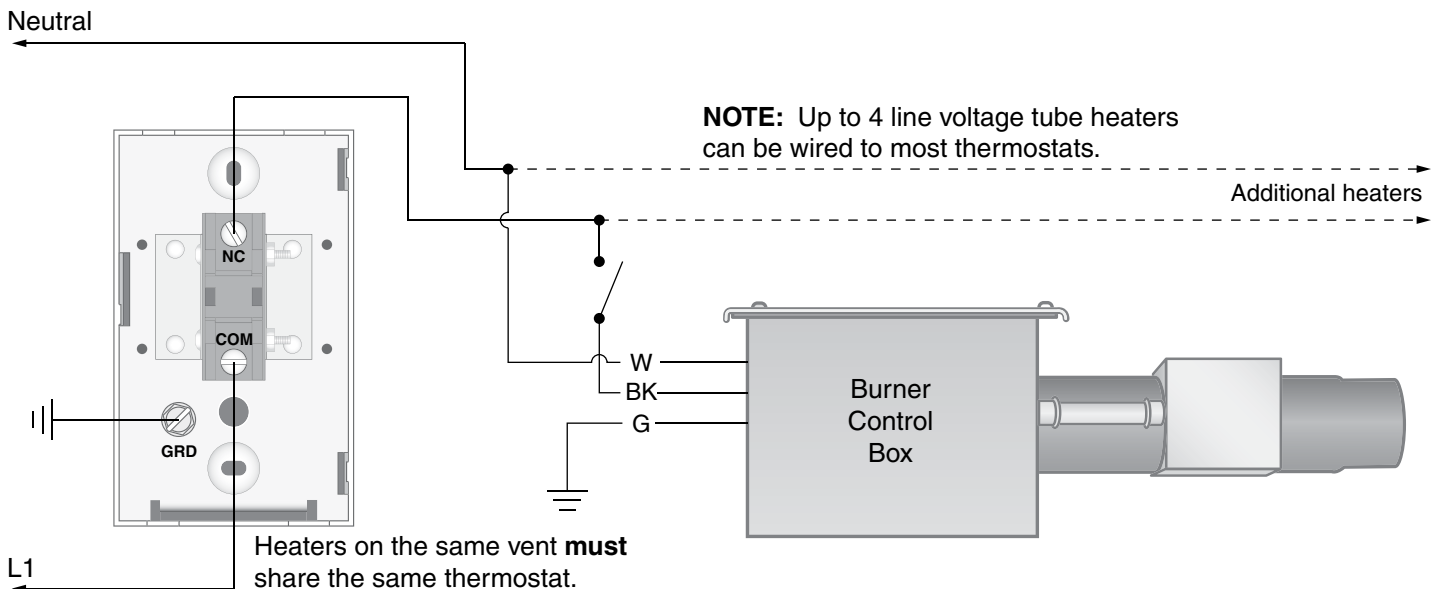 Neutral
NOTE: Up to 4 line voltage tube heaters
can be wired to most thermostats.
Additional heaters
NC
COM
GRD
W
BK
G
Burner
Control
Box
Heaters on the same vent must
share the same thermostat.
L1